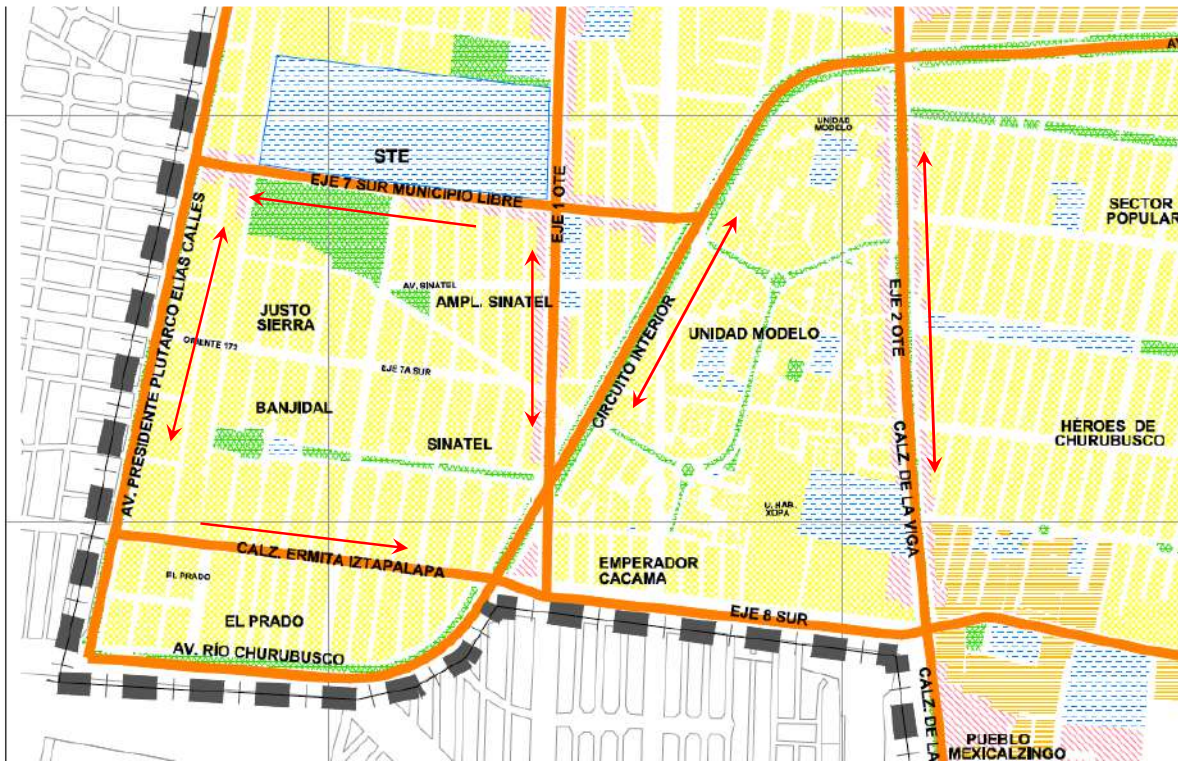 AV
UNIDAD
MODELO
STE
EJE 7 SUR MUNICIPIO LIBRE
EJE 1 OTE
SECTOR
POPULAR
AV. PRESIDENTE PLUTARCO ELIAS CALLES
AV. SINATEL
AMPL. SINATEL
JUSTO
SIERRA
EJE 2 OTE
CIRCUITO INTERIOR
UNIDAD MODELO
ORIENTE 173
EJE 7A SUR
BANJÍDAL
SINATEL
HÉROES DE
CHURUBUSCO
CALZ. DE LA VIGA
U. HAB.
XOPA
CALZ. ERMITA IZTAPALAPA
EMPERADOR
CACAMA
EL PRADO
EJE 8 SUR
EL PRADO
AV. RÍO CHURUBUSCO
CALZ. DE LA
PUEBLO
MEXICALZINGO